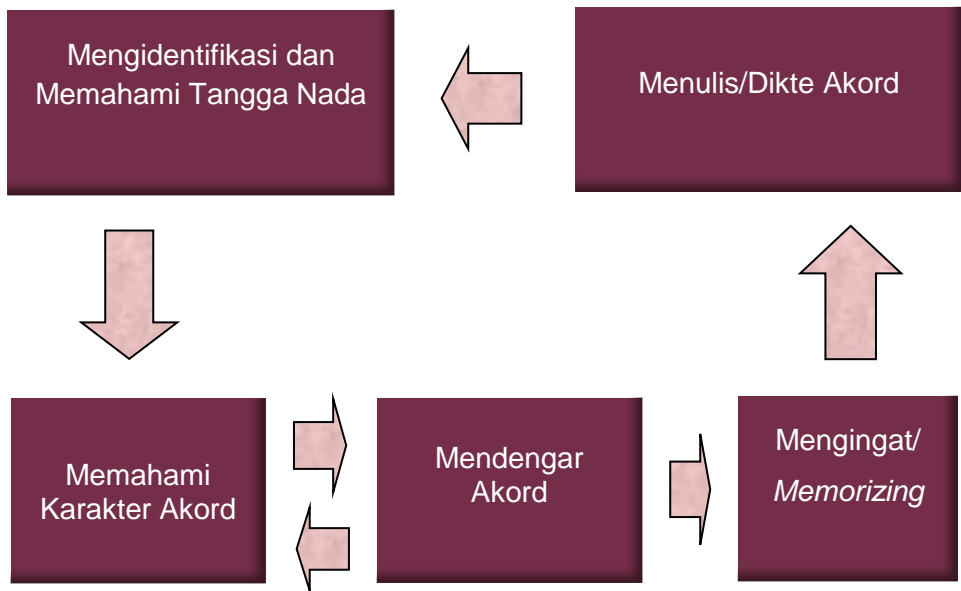 Mengidentifikasi dan
Memahami Tangga Nada
Menulis/Dikte Akord
Memahami
Karakter Akord
Mendengar
Akord
Mengingat/
Memorizing